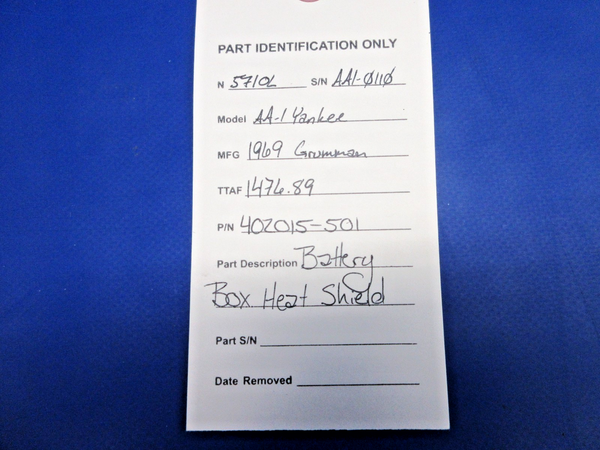 PART IDENTIFICATION ONLY
N 5710L S/N AA1-0110
Model AA-1 Yankee
MFG 1969 Grumman
TTAF 1476.89
P/N 402015-501
Part Description Battery
Box Heat Shield
Part S/N
Date Removed